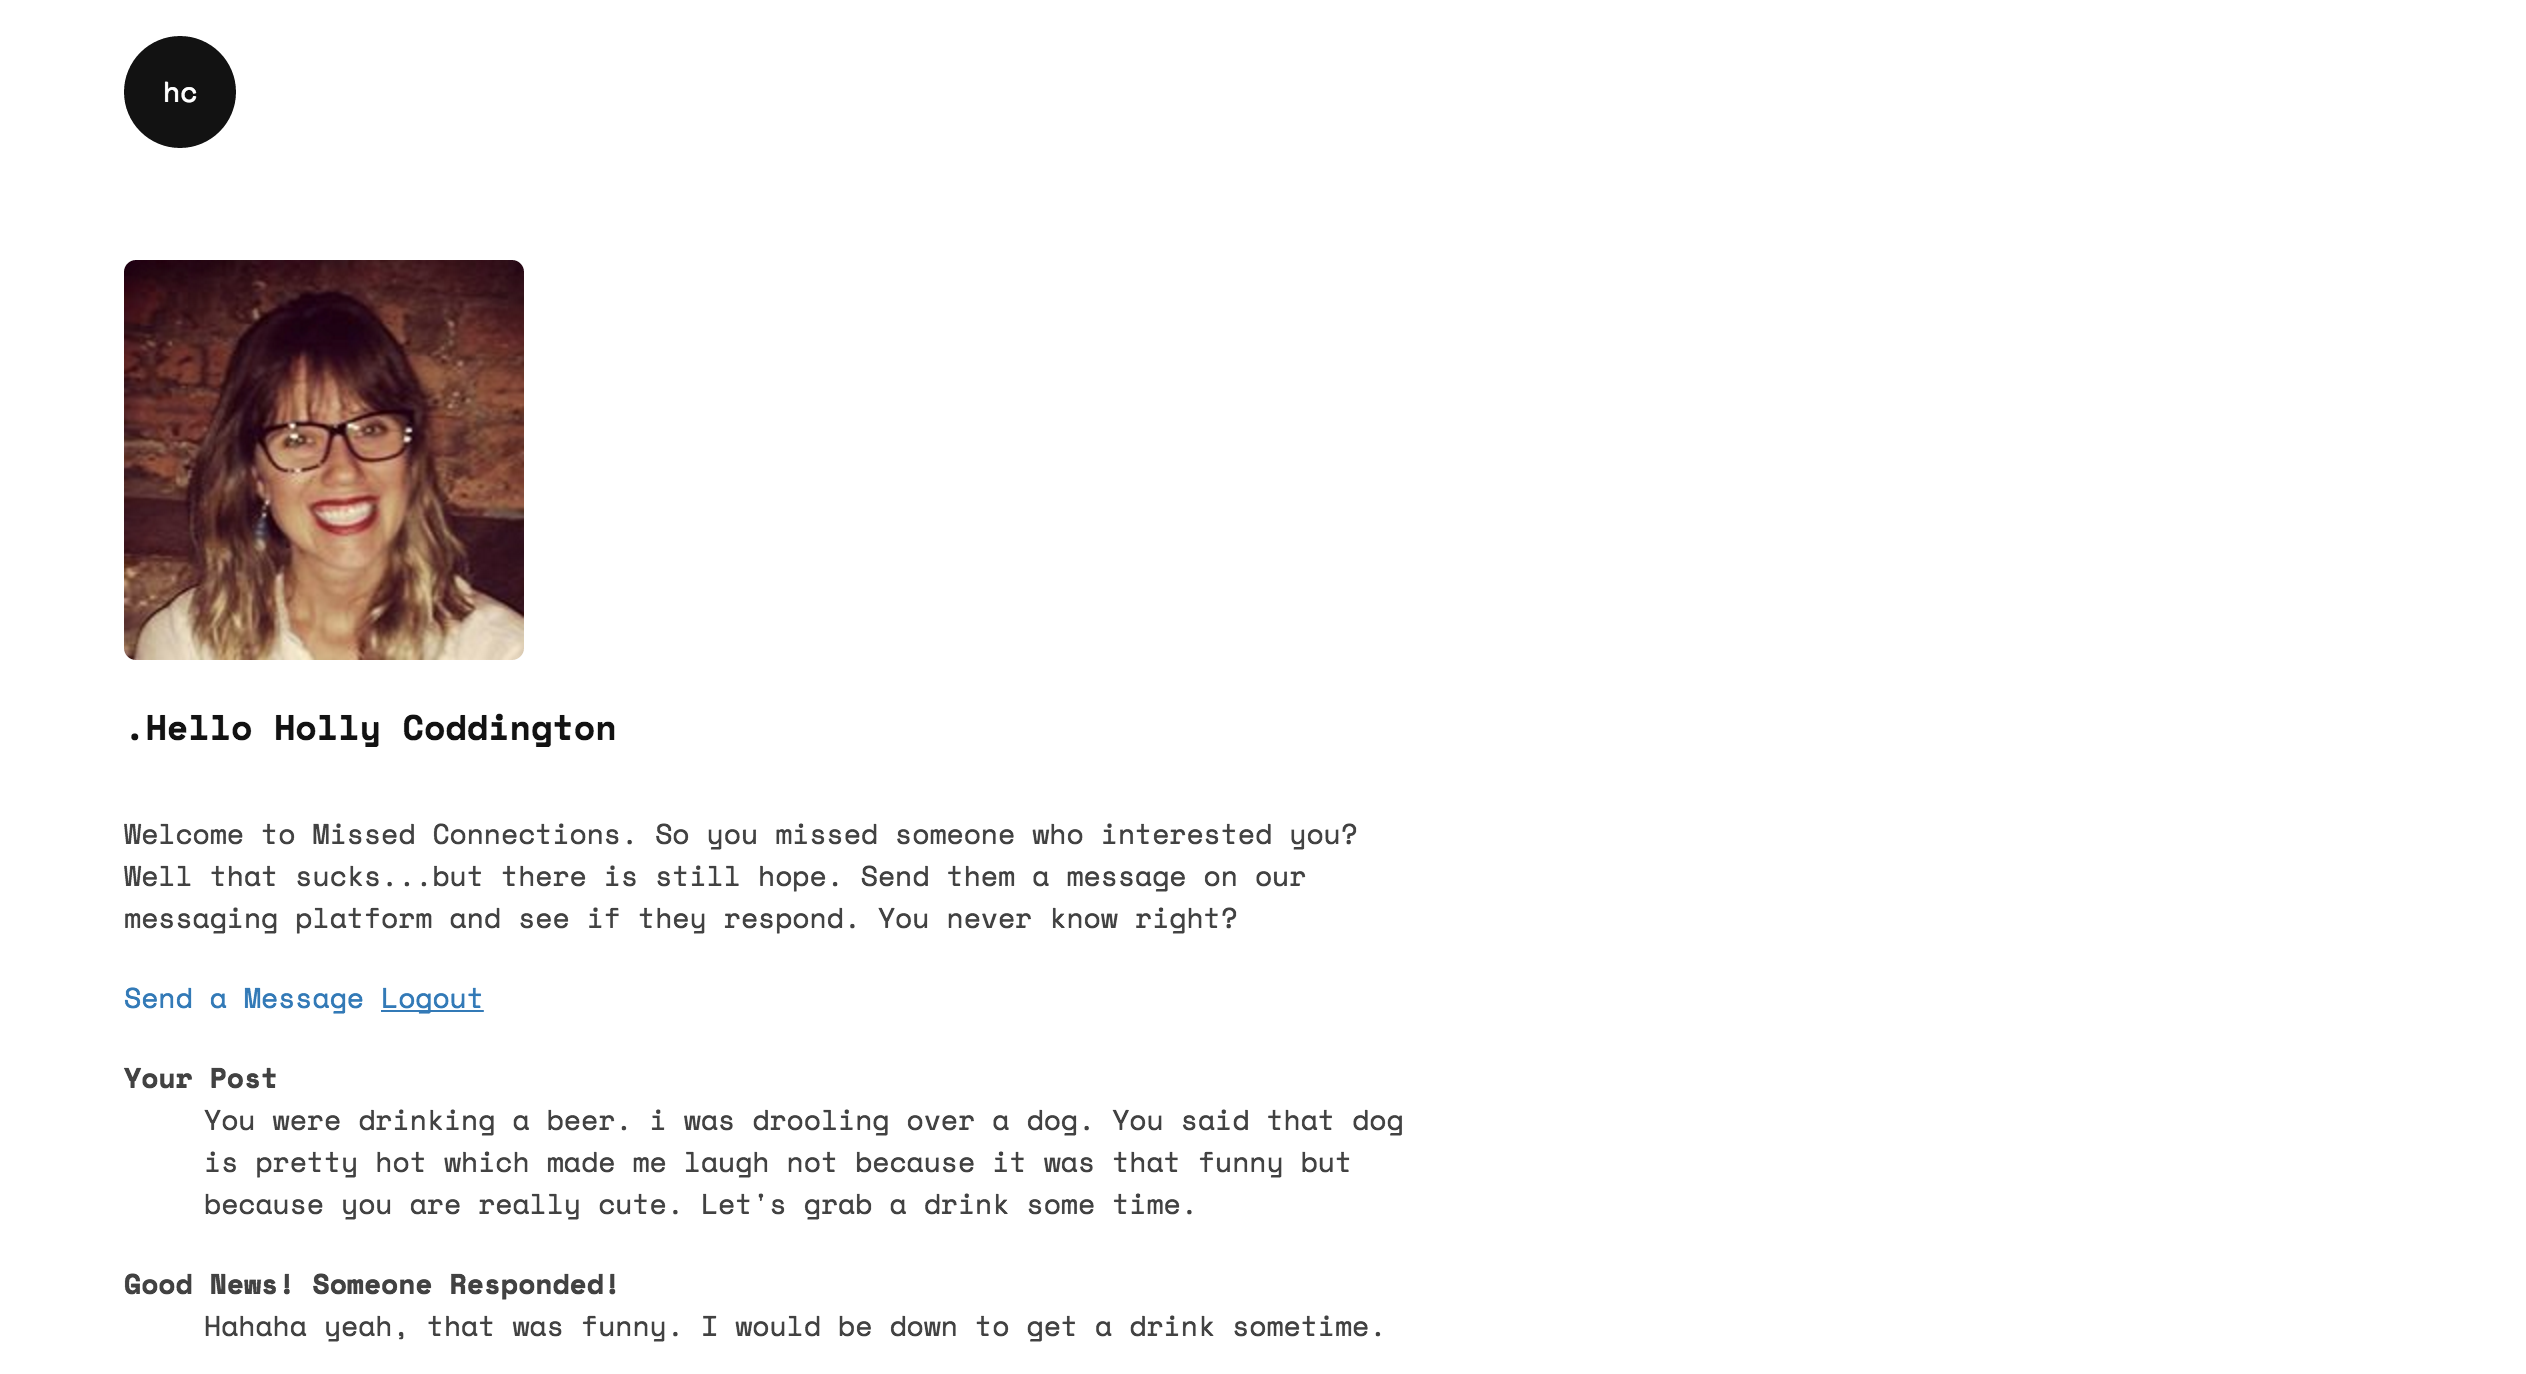 hc
.Hello Holly Coddington
Welcome to Missed Connections. So you missed someone who interested you?
Well that sucks...but there is still hope. Send them a message on our
messaging platform and see if they respond. You never know right?
Send a Message Logout
Your Post
You were drinking a beer. i was drooling over a dog. You said that dog
is pretty hot which made me laugh not because it was that funny but
because you are really cute. Let's grab a drink some time.
Good News! Someone Responded!
Hahaha yeah, that was funny. I would be down to get a drink sometime.